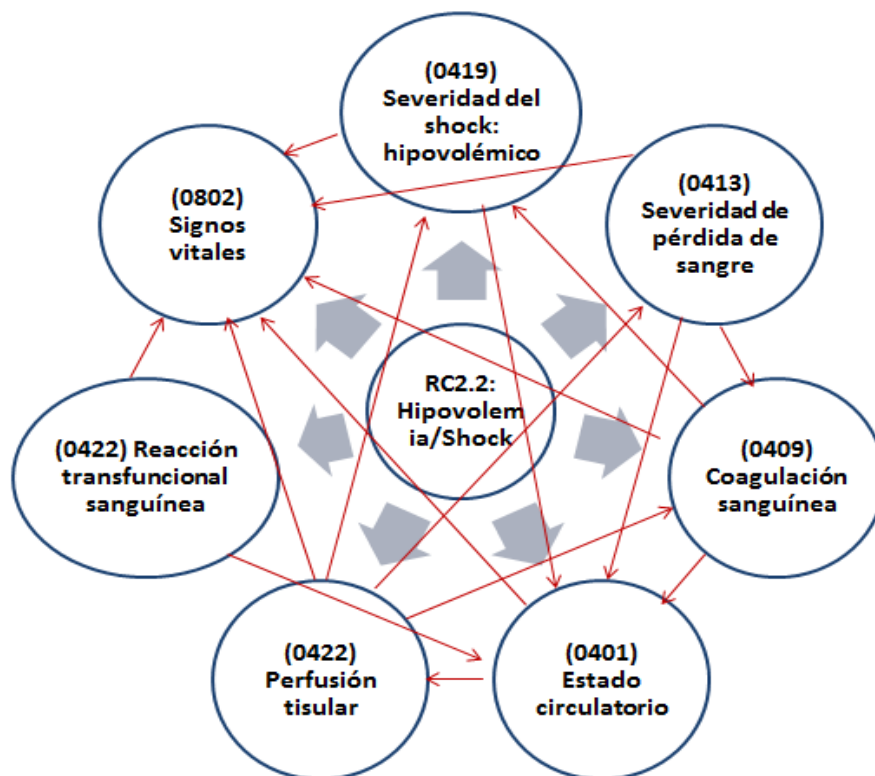 (0419)
Severidad del
shock:
hipovolémico
(0802)
Signos
vitales
(0413)
Severidad de
pérdida de
sangre
RC2.2:
Hipovolem
ia/Shock
(0422) Reacción
transfuncional
sanguínea
(0409)
Coagulación
sanguínea
(0422)
Perfusión
tisular
(0401)
Estado
circulatorio